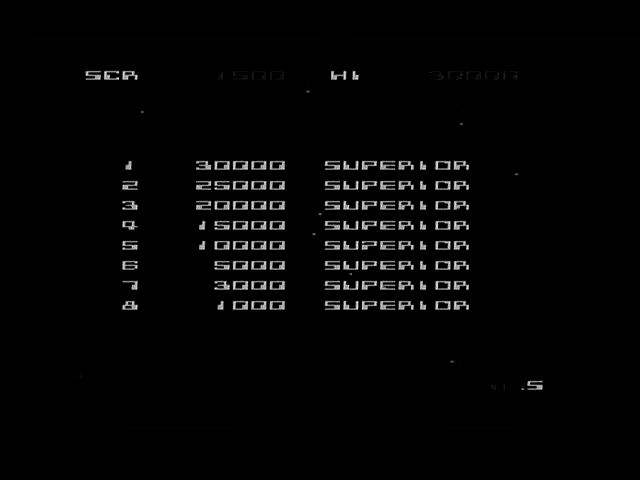 SCR 1500 HI 30000
1 30000 SUPERIOR
2 25000 SUPERIOR
3 20000 SUPERIOR
4 15000 SUPERIOR
5 10000 SUPERIOR
6 5000 SUPERIOR
7 3000 SUPERIOR
8 1000 SUPERIOR